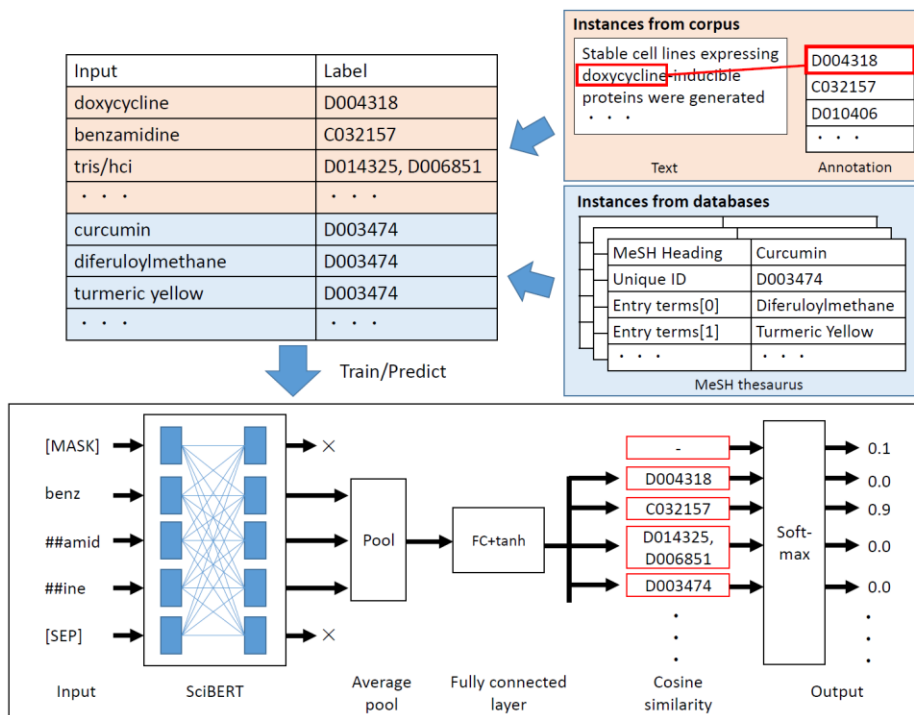 Input Label
doxycycline D004318
benzamidine C032157
tris/hci D014325, D006851
· · · · · ·
curcumin D003474
diferuloylmethane D003474
turmeric yellow D003474
· · · · · ·
Instances from corpus
Stable cell lines expressing
doxycycline-inducible
proteins were generated
· · ·
D004318
C032157
D010406
· · ·
Text Annotation
Instances from databases
MeSH Heading Curcumin
Unique ID D003474
Entry terms[0] Diferuloylmethane
Entry terms[1] Turmeric Yellow
· · · · · ·
MeSH thesaurus
Train/Predict
[MASK] × - 0.1
D004318 0.0
benz C032157 0.9
##amid Pool FC+tanh D014325, D006851 Soft-max 0.0
##ine D003474 0.0
[SEP] ×
· · · · · ·
Input SciBERT Average pool Fully connected layer Cosine similarity Output